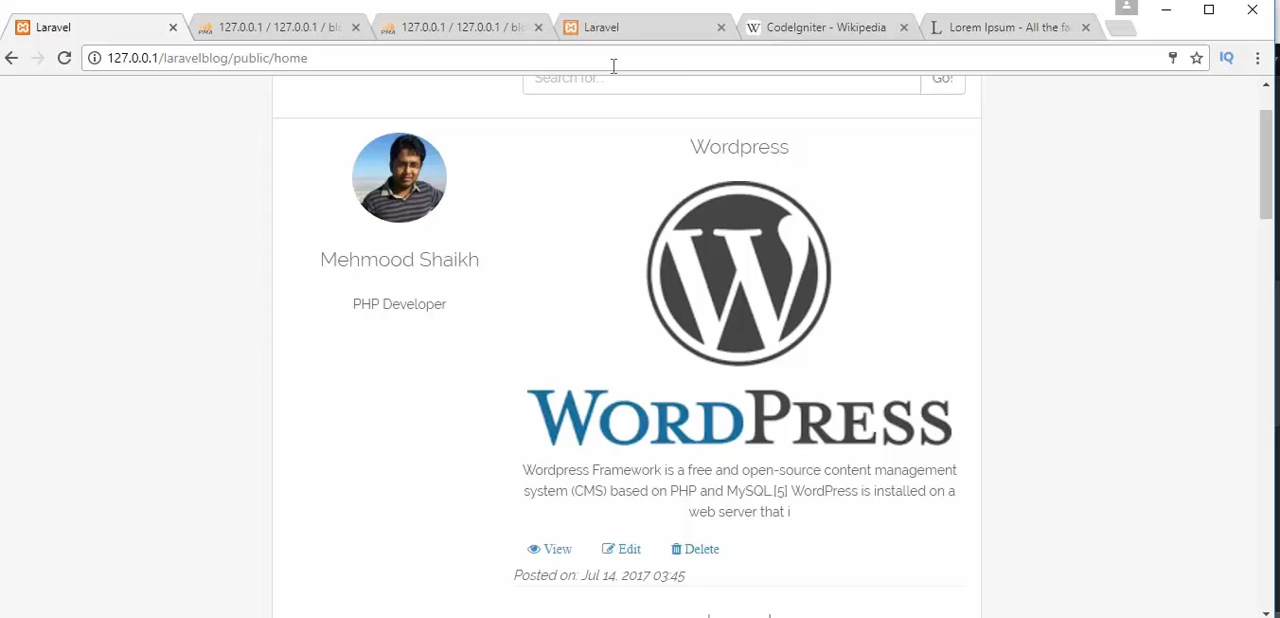 Laravel
127.0.0.1 / 127.0.0.1 / bl
127.0.0.1 / 127.0.0.1 / blo
Laravel
W CodeIgniter - Wikipedia
L Lorem Ipsum - All the fa
127.0.0.1/laravelblog/public/home
IQ
Search for...
Go!
Wordpress
Mehmood Shaikh
PHP Developer
WORDPRESS
Wordpress Framework is a free and open-source content management
system (CMS) based on PHP and MySQL.[5] WordPress is installed on a
web server that i
View Edit Delete
Posted on: Jul 14, 2017 03:45